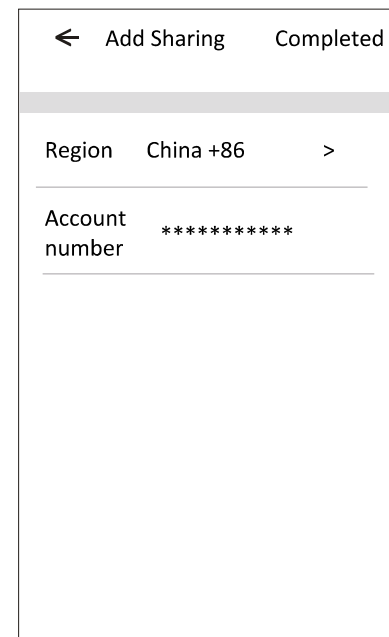 ← Add Sharing Completed
Region China +86 >
Account
number ***********